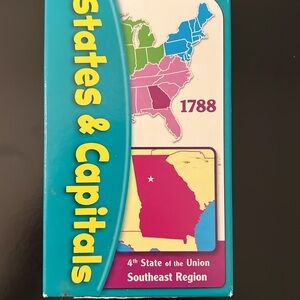 States & Capitals
1788
4th State of the Union
Southeast Region